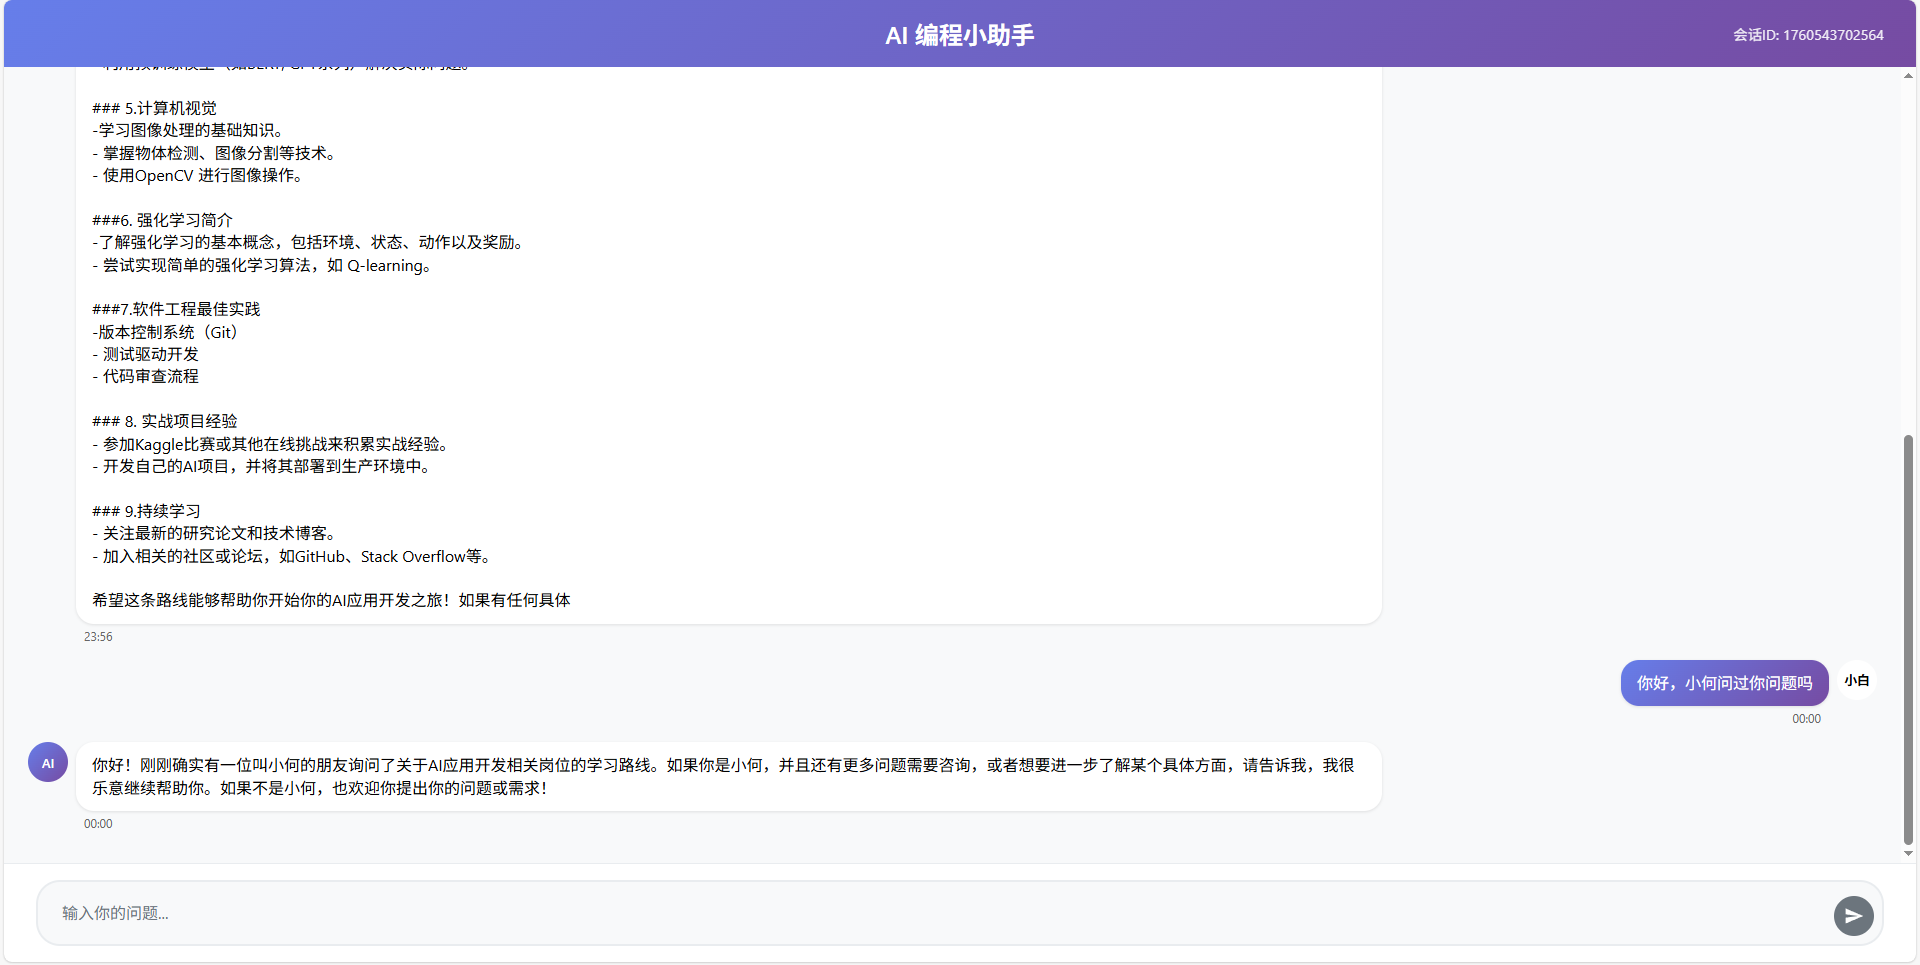 AI 编程小助手
会话ID: 1760543702564
### 5.计算机视觉
-学习图像处理的基础知识。
- 掌握物体检测、图像分割等技术。
- 使用OpenCV 进行图像操作。
###6. 强化学习简介
-了解强化学习的基本概念，包括环境、状态、动作以及奖励。
- 尝试实现简单的强化学习算法，如 Q-learning。
###7.软件工程最佳实践
-版本控制系统（Git）
- 测试驱动开发
- 代码审查流程
### 8. 实战项目经验
- 参加Kaggle比赛或其他在线挑战来积累实战经验。
- 开发自己的AI项目，并将其部署到生产环境中。
### 9.持续学习
- 关注最新的研究论文和技术博客。
- 加入相关的社区或论坛，如GitHub、Stack Overflow等。
希望这条路线能够帮助你开始你的AI应用开发之旅！如果有任何具体
23:56
你好，小何问过你问题吗
小白
00:00
AI
你好！刚刚确实有一位叫小何的朋友询问了关于AI应用开发相关岗位的学习路线。如果你是小何，并且还有更多问题需要咨询，或者想要进一步了解某个具体方面，请告诉我，我很
乐意继续帮助你。如果不是小何，也欢迎你提出你的问题或需求！
00:00
输入你的问题...